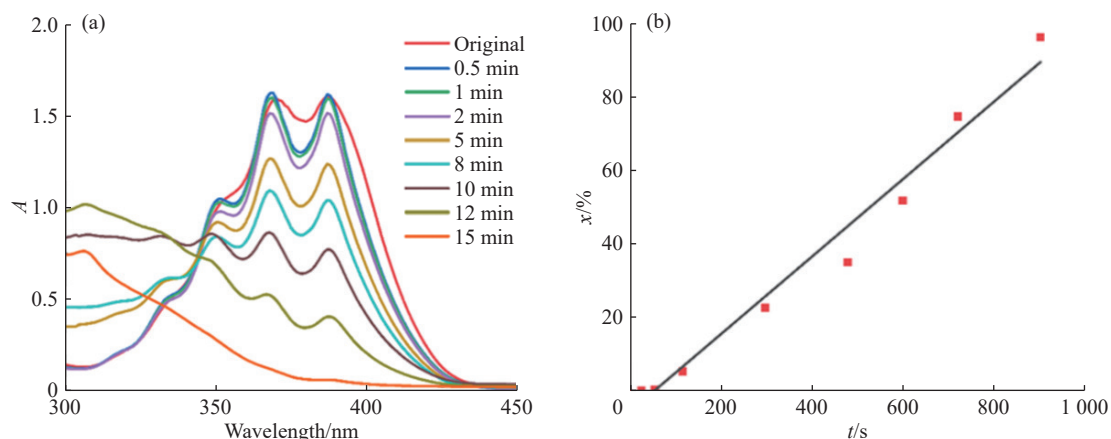 (a)
2.0
1.5
1.0
0.5
0
A
300
350
400
450
Wavelength/nm
Original
0.5 min
1 min
2 min
5 min
8 min
10 min
12 min
15 min
(b)
100
80
60
40
20
x/%
0
200
400
600
800
1 000
t/s